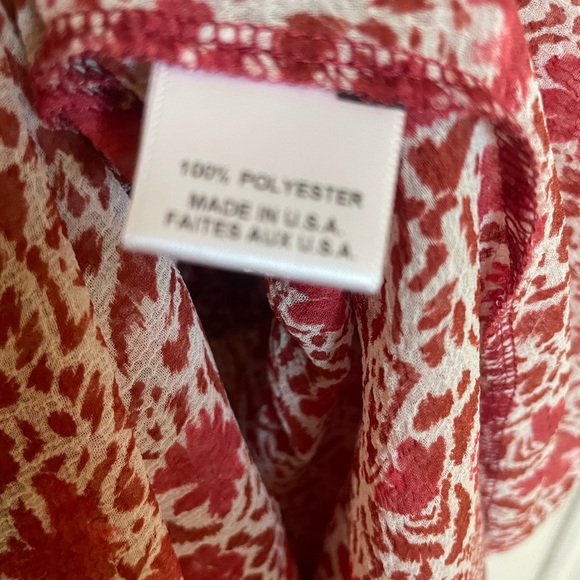 100% POLYESTER
MADE IN U.S.A.
FAITES AUX U.S.A.